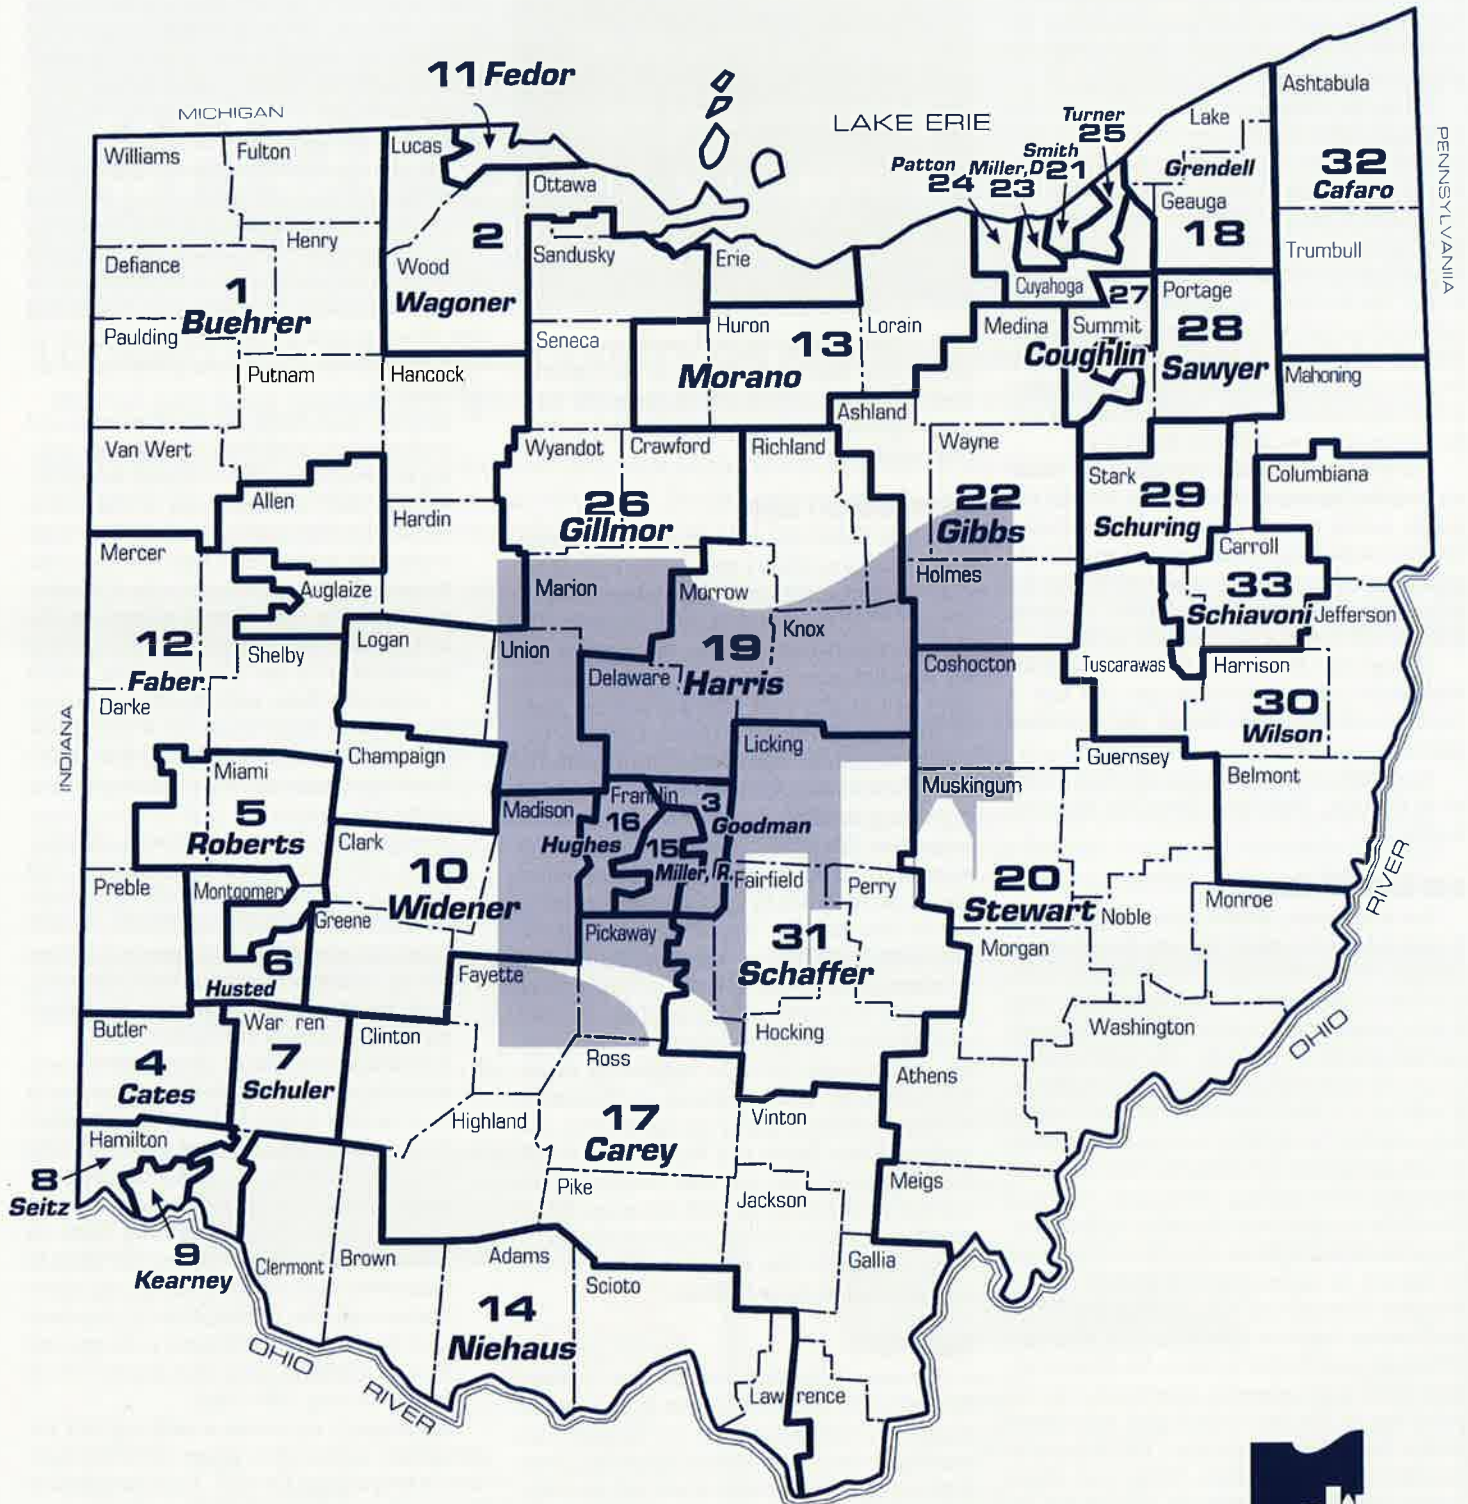 11 Fedor
MICHIGAN
LAKE ERIE
Turner
25
Smith
21
Miller, D
23
Patton
24
Ashtabula
Lake
Grendell
Geauga
18
32
Cafaro
PENNSYLVANIA
Williams
Fulton
Lucas
Ottawa
Henry
Defiance
1
Buehrer
Paulding
Putnam
2
Wood
Wagoner
Sandusky
Erie
Seneca
Huron
13
Lorain
Morano
Cuyahoga
27
Medina
Summit
Coughlin
Portage
28
Sawyer
Trumbull
Mahoning
Hancock
Ashland
Van Wert
Allen
Hardin
Wyandot
Crawford
Richland
26
Gillmor
Wayne
22
Gibbs
Holmes
Stark
29
Schuring
Columbiana
Carroll
33
Schiavoni
Jefferson
Mercer
Auglaize
12
Faber
Shelby
Logan
Union
Marion
Morrow
Knox
19
Harris
Delaware
Coshocton
Tuscarawas
Harrison
30
Wilson
INDIANA
Darke
Miami
Champaign
Licking
Muskingum
Guernsey
Belmont
5
Roberts
Clark
Madison
Franklin
16
Hughes
3
Goodman
15
Miller, R.
Preble
Montgomery
10
Widener
Greene
Fairfield
Perry
20
Stewart
Noble
Monroe
RIVER
6
Husted
Fayette
Pickaway
31
Schaffer
Morgan
Butler
4
Cates
War ren
7
Schuler
Clinton
Ross
Hocking
Washington
OHIO
Athens
Hamilton
8
Seitz
Highland
17
Carey
Vinton
Pike
Jackson
Meigs
9
Kearney
Clermont
Brown
Adams
Scioto
Gallia
14
Niehaus
OHIO
RIVER
Law rence